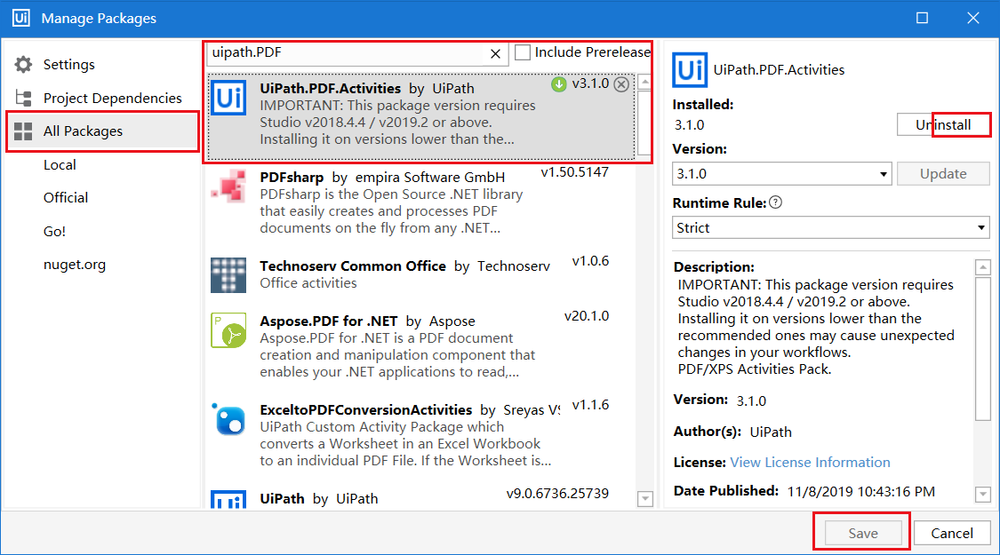 Ui Manage Packages
Settings
Project Dependencies
All Packages
Local
Official
Go!
nuget.org
uipath.PDF
Include Prerelease
Ui
UiPath.PDF.Activities by UiPath
v3.1.0
IMPORTANT: This package version requires
Studio v2018.4.4 / v2019.2 or above.
Installing it on versions lower than the...
PDFsharp by empira Software GmbH
v1.50.5147
PDFsharp is the Open Source .NET library
that easily creates and processes PDF
documents on the fly from any .NET...
Technoserv Common Office by Technoserv
v1.0.6
Office activities
P
Aspose.PDF for .NET by Aspose
v20.1.0
Aspose.PDF for .NET is a PDF document
creation and manipulation component that
enables your .NET applications to read,...
ExceltoPDFConversionActivities by Sreyas VS
v1.1.6
UiPath Custom Activity Package which
converts a Worksheet in an Excel Workbook
to an individual PDF File. If the Worksheet is...
Ui
UiPath by UiPath
v9.0.6736.25739
Ui UiPath.PDF.Activities
Installed:
3.1.0
Uninstall
Version:
3.1.0
Update
Runtime Rule: ?
Strict
Description:
IMPORTANT: This package version requires
Studio v2018.4.4 / v2019.2 or above.
Installing it on versions lower than the
recommended ones may cause unexpected
changes in your workflows.
PDF/XPS Activities Pack.
Version: 3.1.0
Author(s): UiPath
License: View License Information
Date Published: 11/8/2019 10:43:16 PM
Save
Cancel